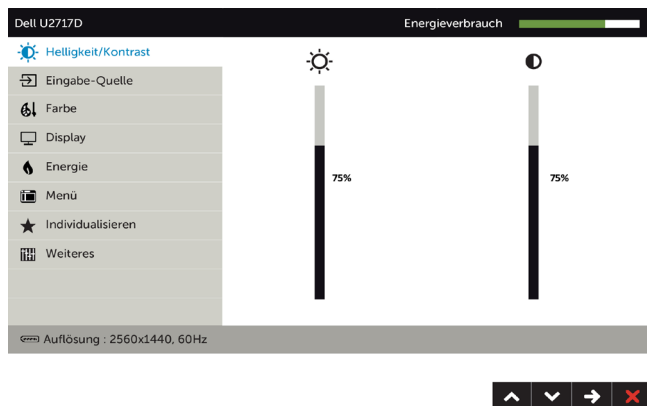 Dell U2717D
Energieverbrauch
Helligkeit/Kontrast
Eingabe-Quelle
Farbe
Display
Energie
Menü
Individualisieren
Weiteres
75%
75%
Auflösung : 2560x1440, 60Hz